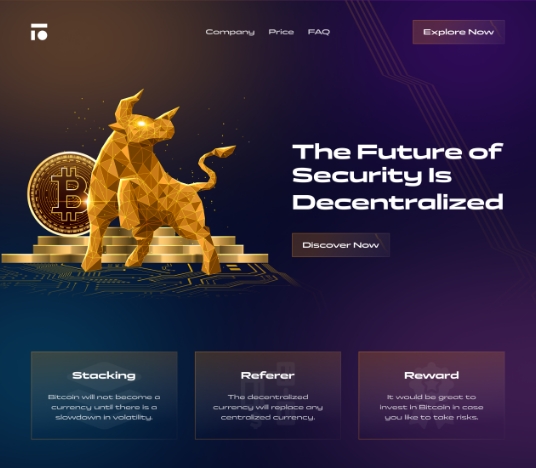 Company Price FAQ Explore Now
The Future of
Security Is
Decentralized
Discover Now
Stacking
Bitcoin will not become a
currency until there is a
slowdown in volatility.
Referer
The decentralized
currency will replace any
centralized currency.
Reward
It would be great to
invest in Bitcoin in case
you like to take risks.